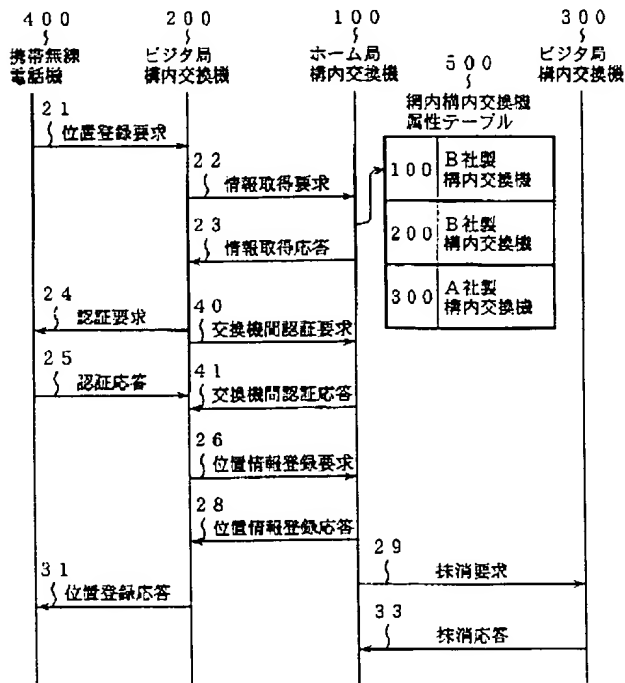 400
携帯無線
電話機
200
ビジタ局
構内交換機
100
ホーム局
構内交換機
300
ビジタ局
構内交換機
500
網内構内交換機
属性テーブル
100 B社製
構内交換機
200 B社製
構内交換機
300 A社製
構内交換機
21
位置登録要求
22
情報取得要求
23
情報取得応答
24
認証要求
40
交換機間認証要求
25
認証応答
41
交換機間認証応答
26
位置情報登録要求
28
位置情報登録応答
29
抹消要求
31
位置登録応答
33
抹消応答